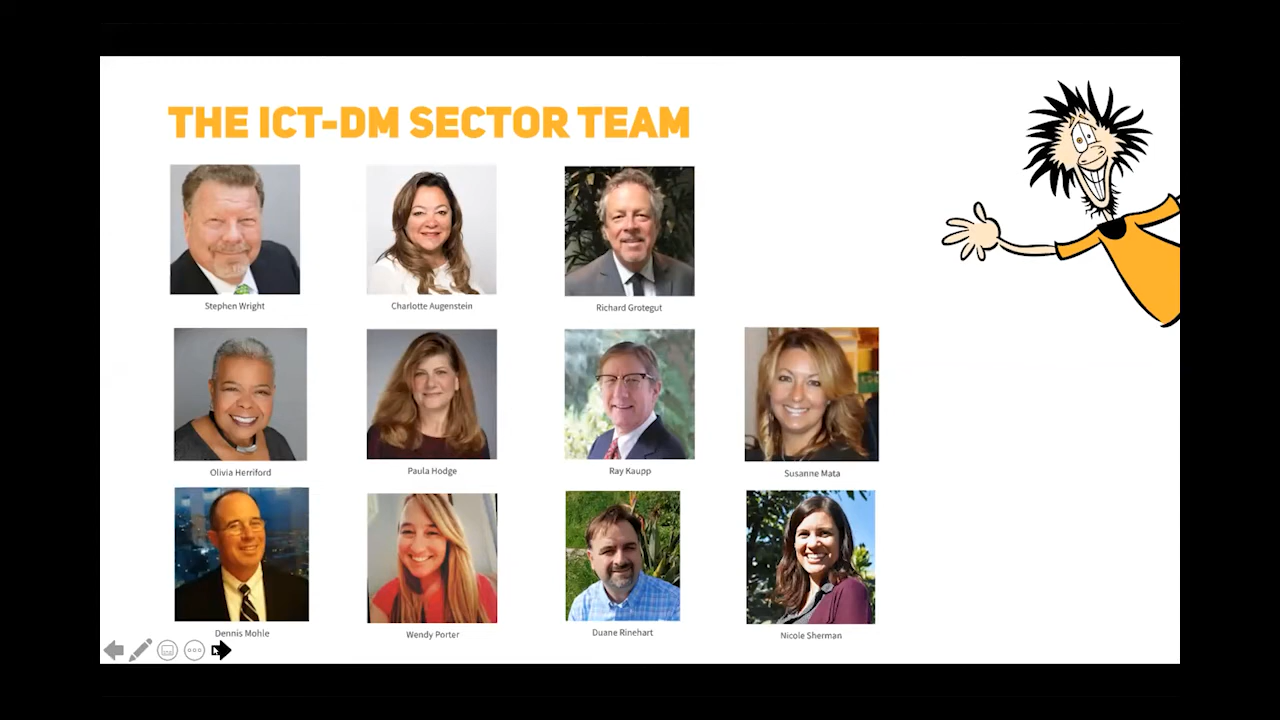 THE ICT-DM SECTOR TEAM
Stephen Wright
Charlotte Augenstein
Richard Grotegut
Olivia Herriford
Paula Hodge
Ray Kaupp
Susanne Mata
Dennis Mohle
Wendy Porter
Duane Rinehart
Nicole Sherman